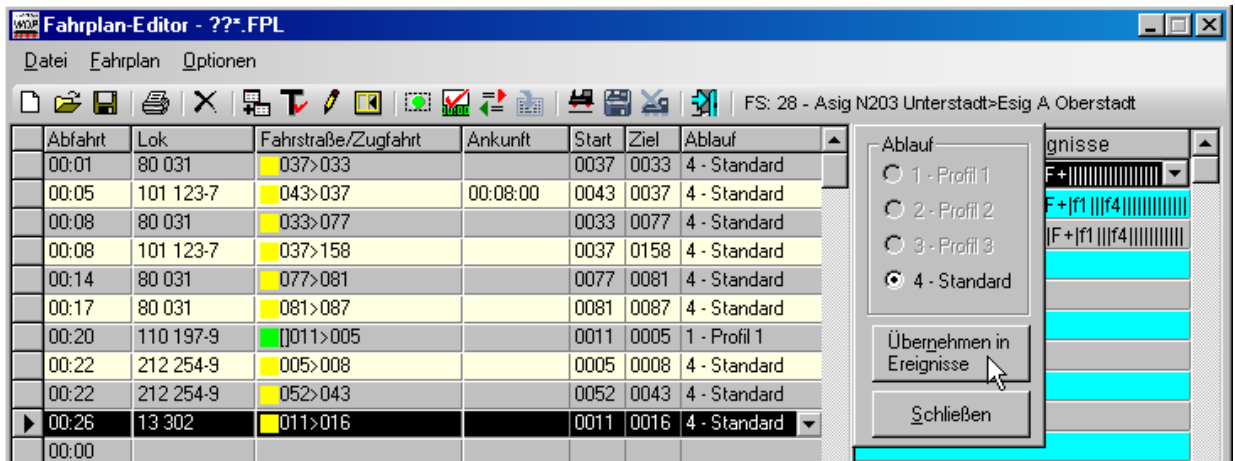 Fahrplan-Editor - ??*.FPL
Datei Fahrplan Optionen
FS: 28 - Asig N203 Unterstadt>Esig A Oberstadt
Abfahrt Lok Fahrstraße/Zugfahrt Ankunft Start Ziel Ablauf
00:01 80 031 037>033 0037 0033 4 - Standard
00:05 101 123-7 043>037 00:08:00 0043 0037 4 - Standard
00:08 80 031 033>077 0033 0077 4 - Standard
00:08 101 123-7 037>158 0037 0158 4 - Standard
00:14 80 031 077>081 0077 0081 4 - Standard
00:17 80 031 081>087 0081 0087 4 - Standard
00:20 110 197-9 []011>005 0011 0005 1 - Profil 1
00:22 212 254-9 005>008 0005 0008 4 - Standard
00:22 212 254-9 052>043 0052 0043 4 - Standard
00:26 13 302 011>016 0011 0016 4 - Standard
00:00
Ablauf
1 - Profil 1
2 - Profil 2
3 - Profil 3
4 - Standard
Übernehmen in
Ereignisse
Schließen
gnisse